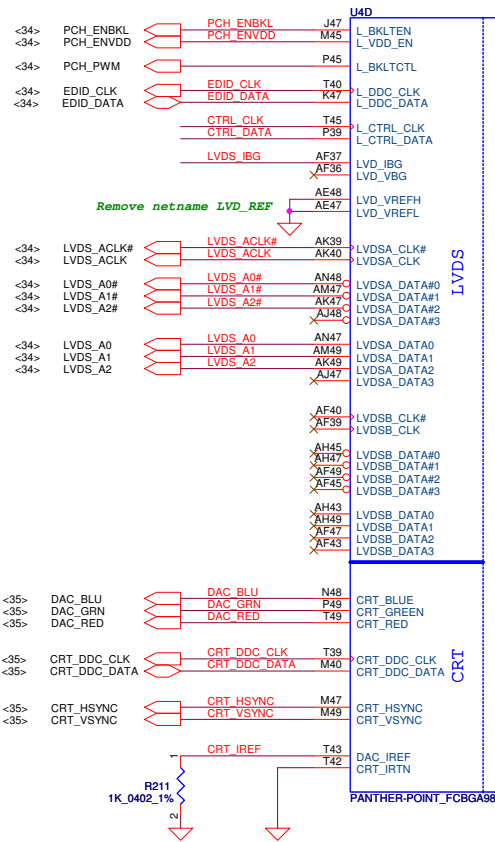 U4D
<34> PCH_ENBKL PCH_ENBKL J47 L_BKLTEN
<34> PCH_ENVDD PCH_ENVDD M45 L_VDD_EN
<34> PCH_PWM P45 L_BKLTCTL
<34> EDID_CLK EDID_CLK T40 L_DDC_CLK
<34> EDID_DATA EDID_DATA K47 L_DDC_DATA
CTRL_CLK T45 L_CTRL_CLK
CTRL_DATA P39 L_CTRL_DATA
LVDS_IBG AF37 LVD_IBG
AF36 LVD_VBG
AE48 LVD_VREFH
Remove netname LVD_REF AE47 LVD_VREFL
<34> LVDS_ACLK# LVDS_ACLK# AK39 LVDSA_CLK#
<34> LVDS_ACLK LVDS_ACLK AK40 LVDSA_CLK
LVDS
<34> LVDS_A0# LVDS_A0# AN48 LVDSA_DATA#0
<34> LVDS_A1# LVDS_A1# AM47 LVDSA_DATA#1
<34> LVDS_A2# LVDS_A2# AK47 LVDSA_DATA#2
AJ48 LVDSA_DATA#3
<34> LVDS_A0 LVDS_A0 AN47 LVDSA_DATA0
<34> LVDS_A1 LVDS_A1 AM49 LVDSA_DATA1
<34> LVDS_A2 LVDS_A2 AK49 LVDSA_DATA2
AJ47 LVDSA_DATA3
AF40 LVDSB_CLK#
AF39 LVDSB_CLK
AH45 LVDSB_DATA#0
AH47 LVDSB_DATA#1
AF49 LVDSB_DATA#2
AF45 LVDSB_DATA#3
AH43 LVDSB_DATA0
AH49 LVDSB_DATA1
AF47 LVDSB_DATA2
AF43 LVDSB_DATA3
<35> DAC_BLU DAC_BLU N48 CRT_BLUE
<35> DAC_GRN DAC_GRN P49 CRT_GREEN
<35> DAC_RED DAC_RED T49 CRT_RED
<35> CRT_DDC_CLK CRT_DDC_CLK T39 CRT_DDC_CLK
<35> CRT_DDC_DATA CRT_DDC_DATA M40 CRT_DDC_DATA
CRT
<35> CRT_HSYNC CRT_HSYNC M47 CRT_HSYNC
<35> CRT_VSYNC CRT_VSYNC M49 CRT_VSYNC
CRT_IREF T43 DAC_IREF
T42 CRT_IRTN
1
R211
1K_0402_1%
2
PANTHER-POINT_FCBGA98